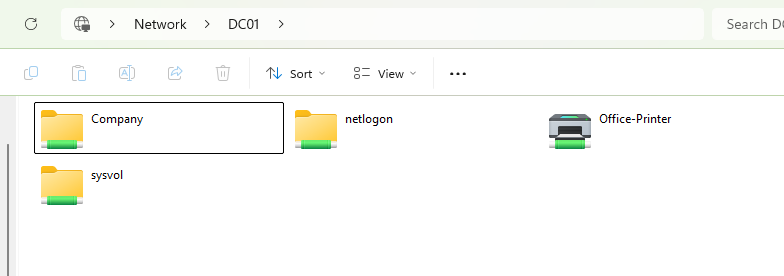 Network > DC01 >
Search D
Sort
View
Company
netlogon
Office-Printer
sysvol